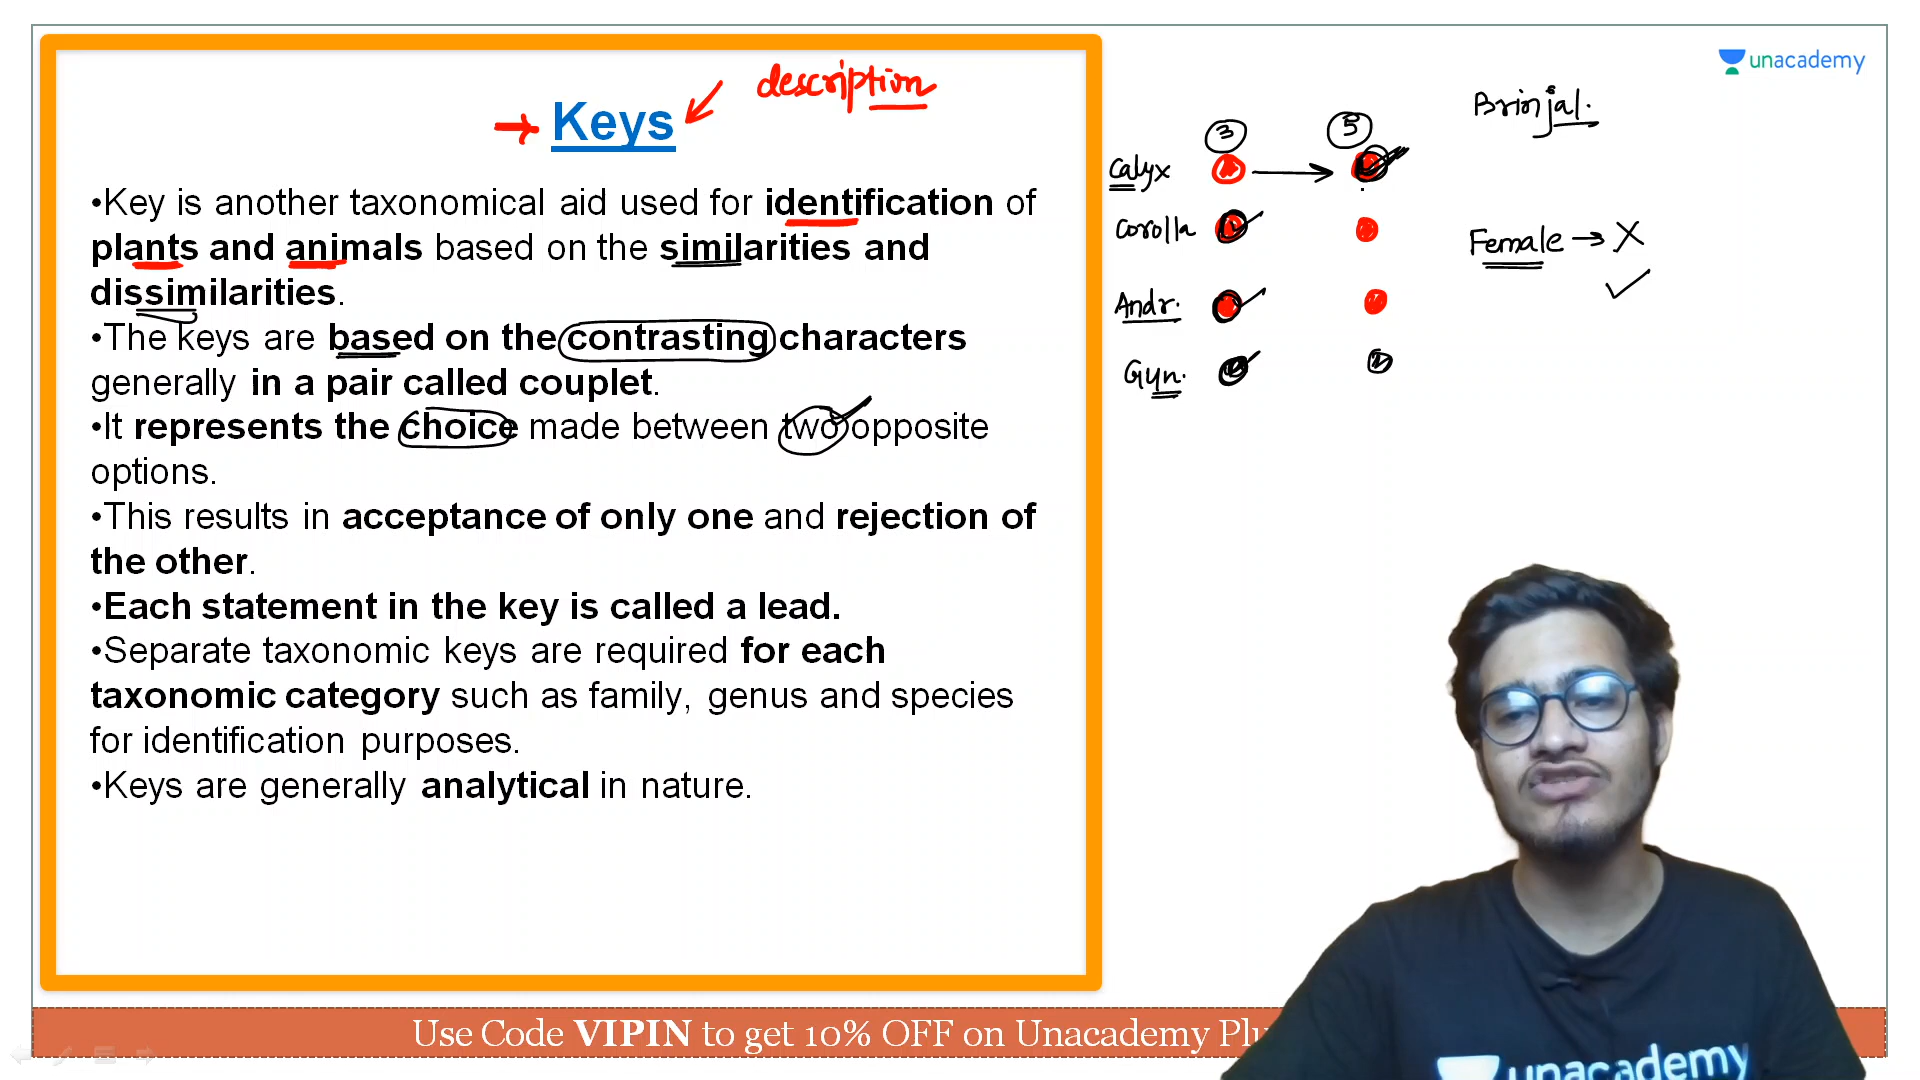 description
→ Keys
•Key is another taxonomical aid used for identification of
plants and animals based on the similarities and
dissimilarities.
•The keys are based on the contrasting characters
generally in a pair called couplet.
•It represents the choice made between two opposite
options.
•This results in acceptance of only one and rejection of
the other.
•Each statement in the key is called a lead.
•Separate taxonomic keys are required for each
taxonomic category such as family, genus and species
for identification purposes.
•Keys are generally analytical in nature.
unacademy
Brinjal.
3 5
Calyx
Corolla
Andr.
Gyn.
Female → X
Use Code VIPIN to get 10% OFF on Unacademy Plu
unacademy